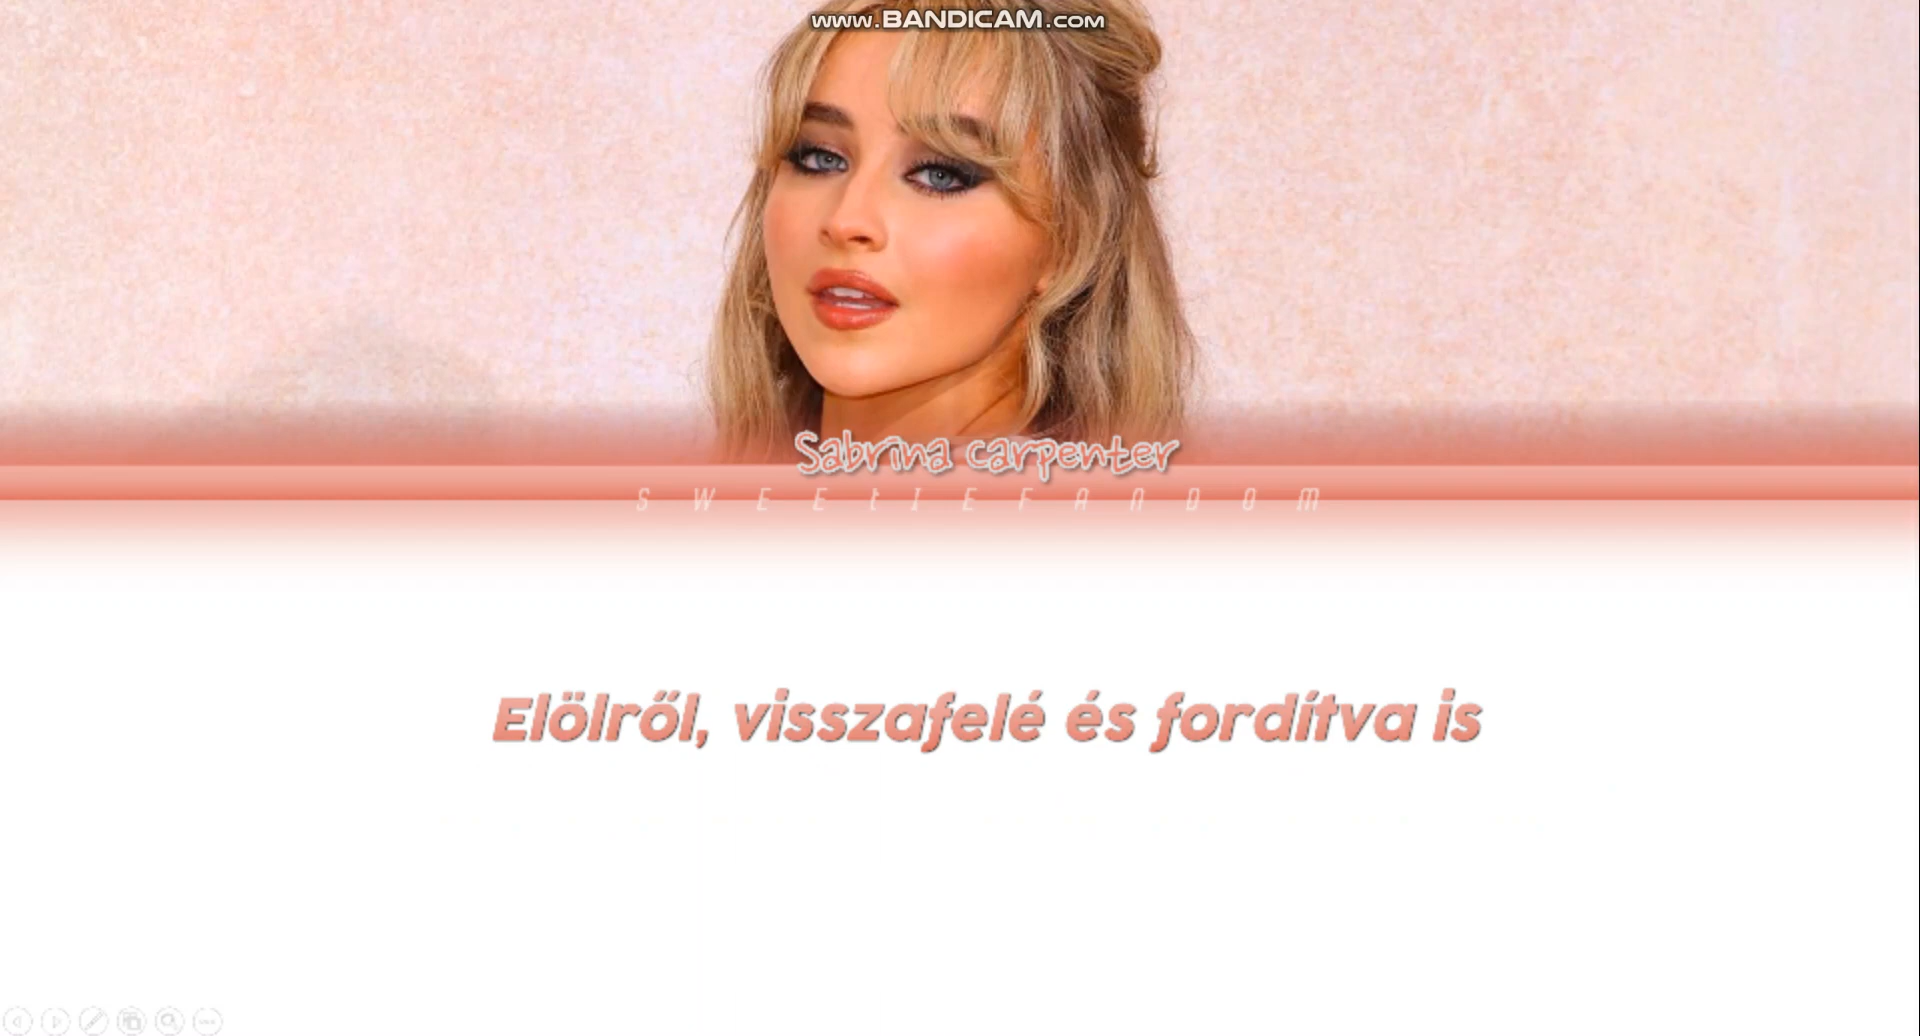 www.BANDICAM.com
Sabrina carpenter
SWEETIEFANDOM
Elölről, visszafelé és fordítva is